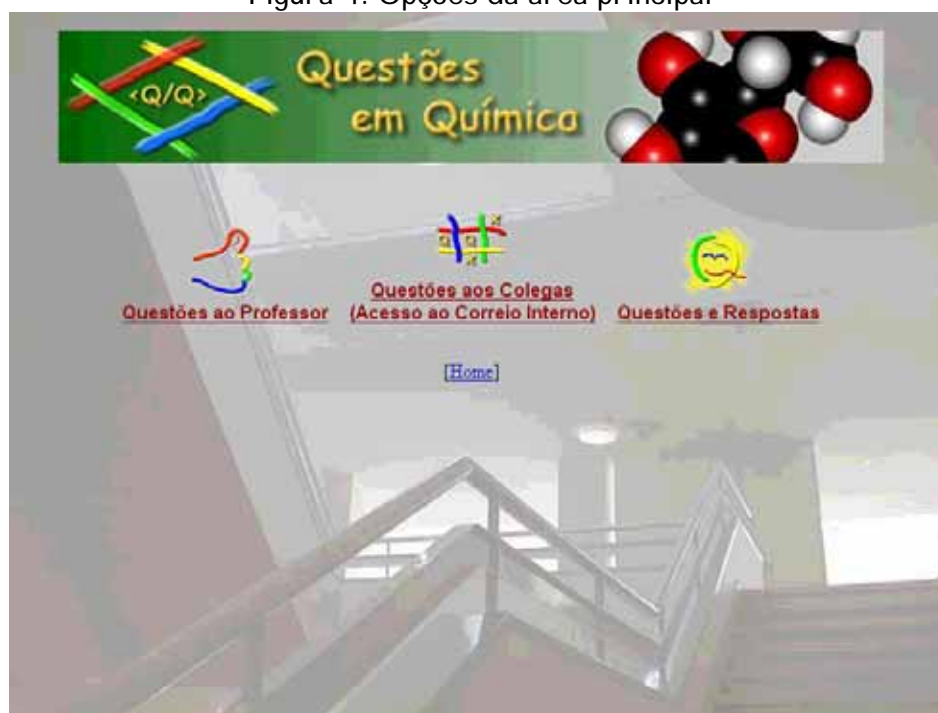 Figura 4. Opções da área principal
<Q/Q>
Questões
em Química
X
Q Q
X
Questões ao Professor
Questões aos Colegas
(Acesso ao Correio Interno)
Questões e Respostas
[Home]